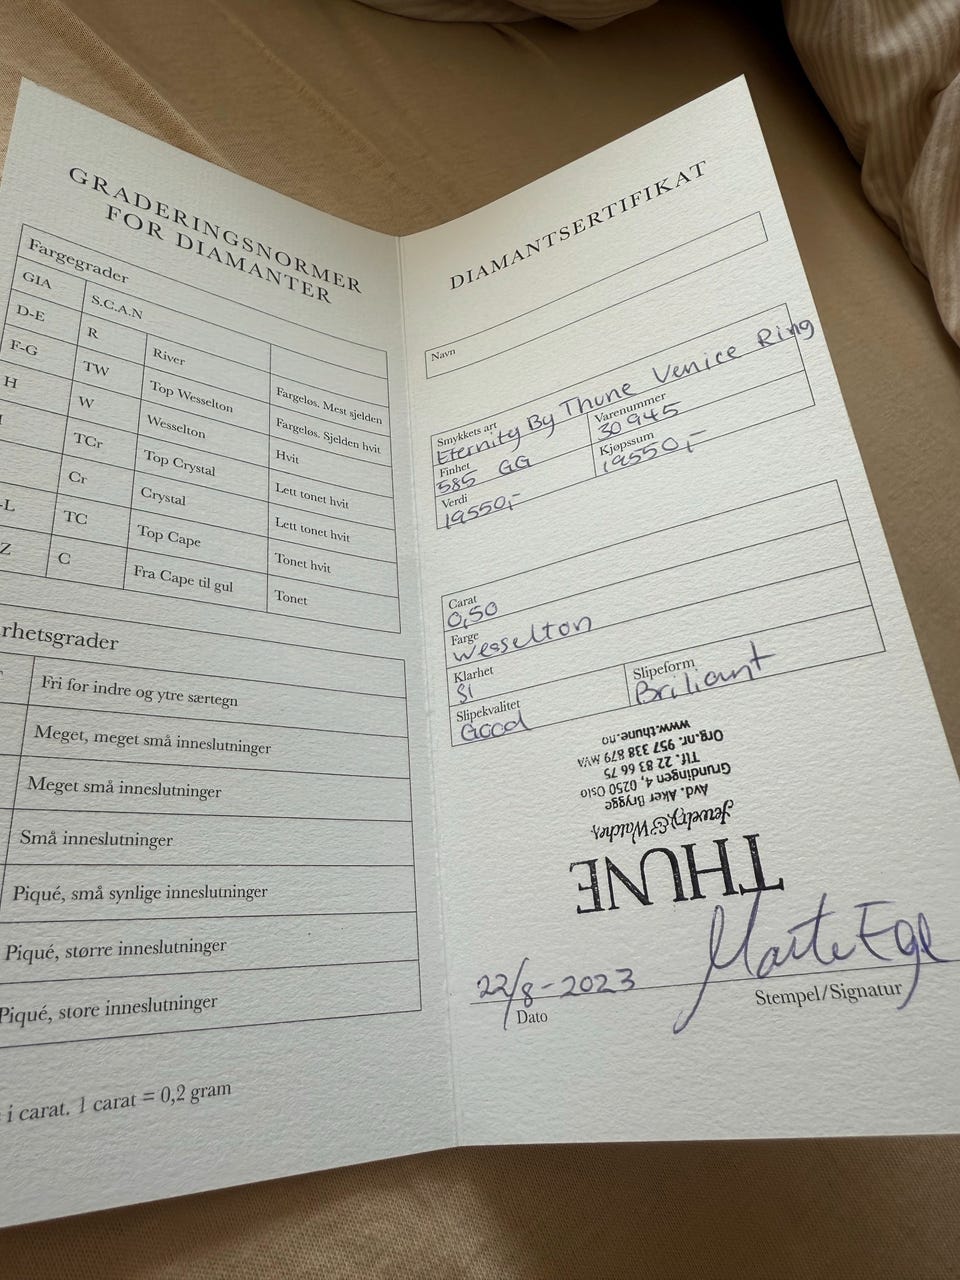 GRADERINGSNORMER
FOR DIAMANTER
Fargegrader
GIA S.C.A.N
D-E R River Fargeløs. Mest sjelden
F-G TW Top Wesselton Fargeløs. Sjelden hvit
H W Wesselton Hvit
TCr Top Crystal Lett tonet hvit
Cr Crystal Lett tonet hvit
-L TC Top Cape Tonet hvit
Z C Fra Cape til gul Tonet
rhetsgrader
Fri for indre og ytre særtegn
Meget, meget små inneslutninger
Meget små inneslutninger
Små inneslutninger
Piqué, små synlige inneslutninger
Piqué, større inneslutninger
Piqué, store inneslutninger
i carat. 1 carat = 0,2 gram
DIAMANTSERTIFIKAT
Navn
Smykkets art
Eternity By Thune Venice Ring
Finhet Varenummer
585 GG 30945
Verdi Kjøpssum
19550,- 19550,-
Carat
0,50
Farge
Wesselton
Klarhet
SI
Slipekvalitet Slipeform
Good Briliant
THUNE
Jewelry & Watches
Avd. Aker Brygge
Grundingen 4, 0250 Oslo
Tlf. 22 83 66 75
Org.nr. 957 338 879 MVA
www.thune.no
22/8-2023 Marte Ege
Dato Stempel/Signatur